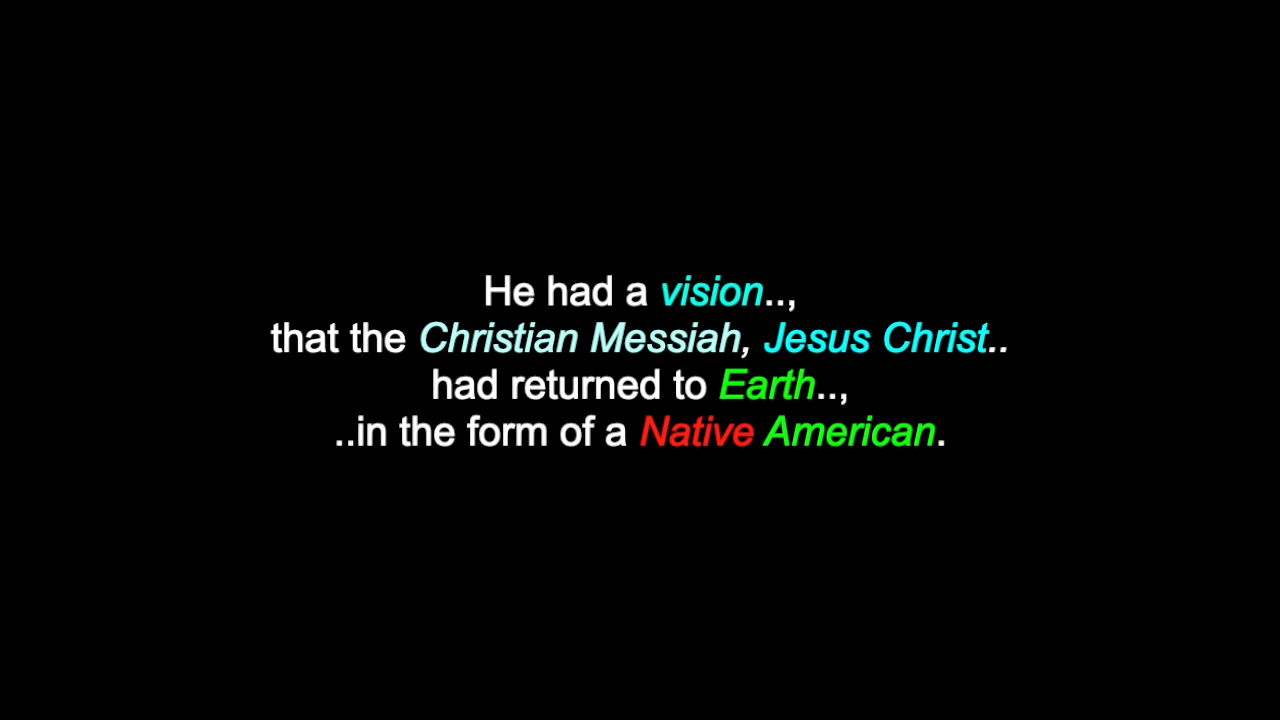 He had a vision..,
that the Christian Messiah, Jesus Christ..
had returned to Earth..,
..in the form of a Native American.